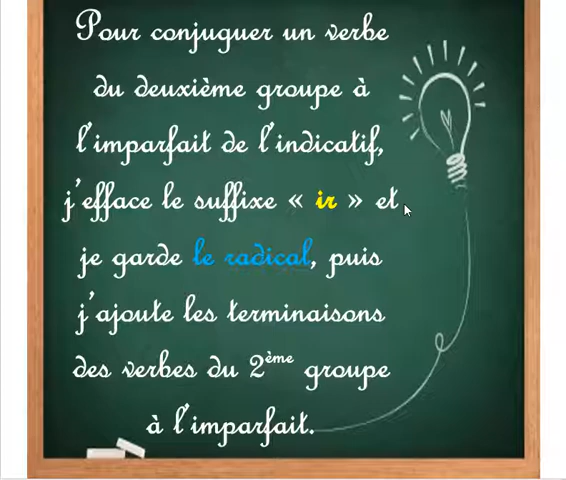 Pour conjuguer un verbe
du deuxième groupe à
l'imparfait de l'indicatif,
j'efface le suffixe « ir » et
je garde le radical, puis
j'ajoute les terminaisons
des verbes du 2ème groupe
à l'imparfait.